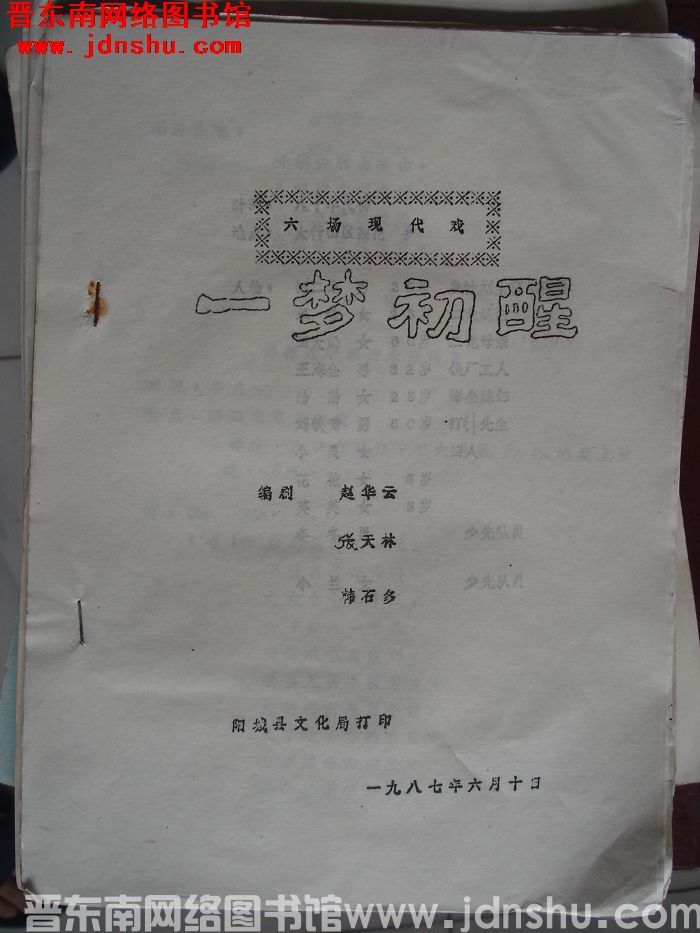 晋东南网络图书馆
www.jdnshu.com
六场现代戏
一梦初醒
编剧 赵华云
张天林
韩石多
阳城县文化局打印
一九八七年六月十日
晋东南网络图书馆www.jdnshu.com